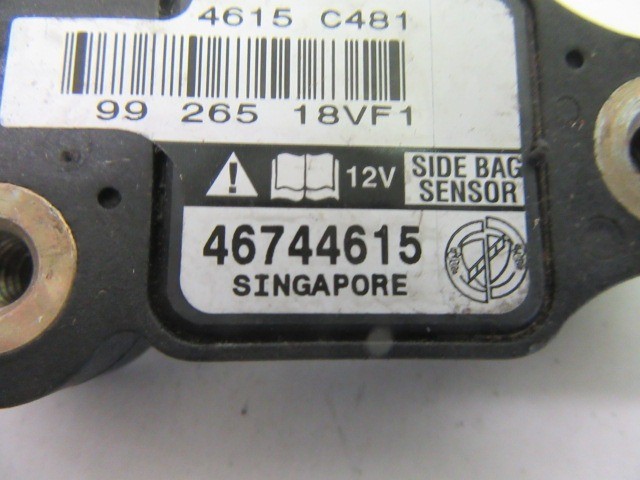 4615 C481
99 265 18VF1
12V
SIDE BAG
SENSOR
46744615
SINGAPORE